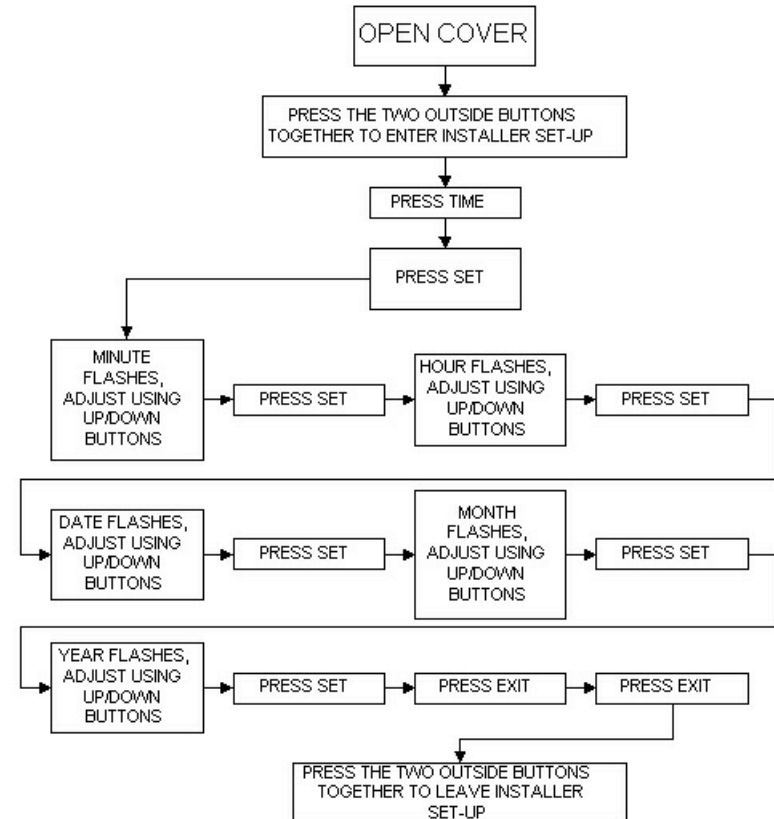 OPEN COVER
PRESS THE TWO OUTSIDE BUTTONS
TOGETHER TO ENTER INSTALLER SET-UP
PRESS TIME
PRESS SET
MINUTE
FLASHES,
ADJUST USING
UP/DOWN
BUTTONS
PRESS SET
HOUR FLASHES,
ADJUST USING
UP/DOWN
BUTTONS
PRESS SET
DATE FLASHES,
ADJUST USING
UP/DOWN
BUTTONS
PRESS SET
MONTH
FLASHES,
ADJUST USING
UP/DOWN
BUTTONS
PRESS SET
YEAR FLASHES,
ADJUST USING
UP/DOWN
BUTTONS
PRESS SET
PRESS EXIT
PRESS EXIT
PRESS THE TWO OUTSIDE BUTTONS
TOGETHER TO LEAVE INSTALLER
SET-UP